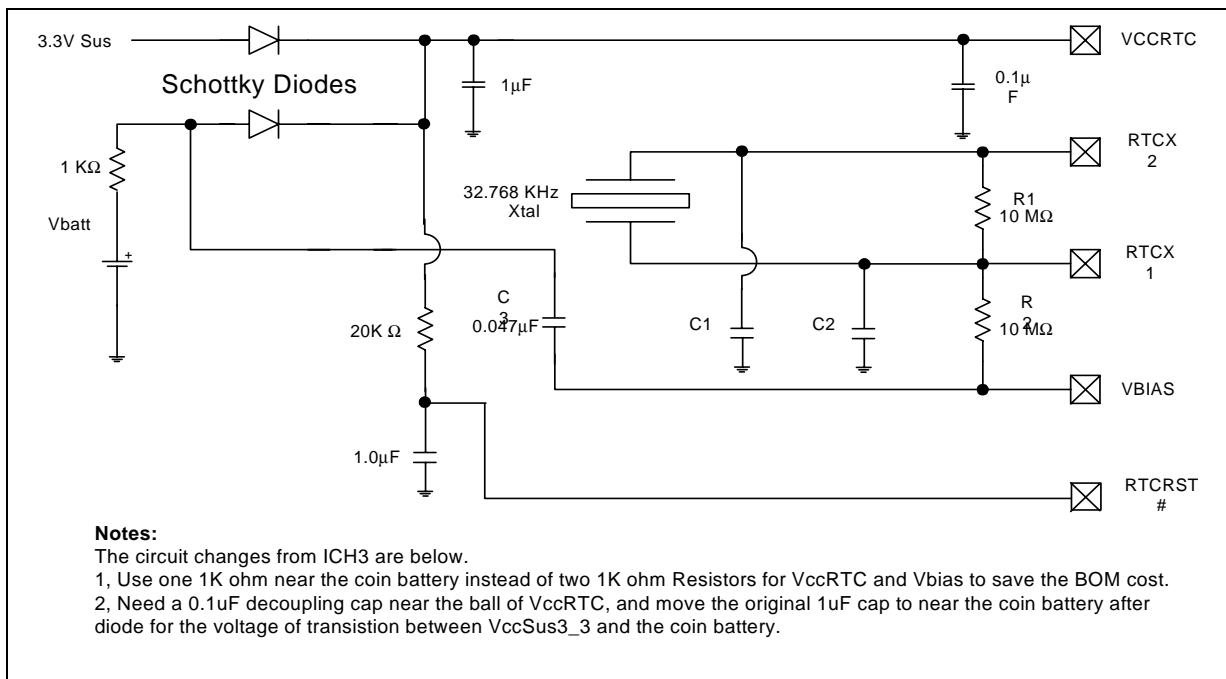 3.3V Sus
VCCRTC
Schottky Diodes
1μF
0.1μ
F
RTCX
2
1 KΩ
32.768 KHz
Xtal
R1
10 MΩ
Vbatt
+
RTCX
1
C
3
0.047μF
20K Ω
C1
C2
R
2
10 MΩ
VBIAS
1.0μF
RTCRST
#
Notes:
The circuit changes from ICH3 are below.
1, Use one 1K ohm near the coin battery instead of two 1K ohm Resistors for VccRTC and Vbias to save the BOM cost.
2, Need a 0.1uF decoupling cap near the ball of VccRTC, and move the original 1uF cap to near the coin battery after
diode for the voltage of transistion between VccSus3_3 and the coin battery.